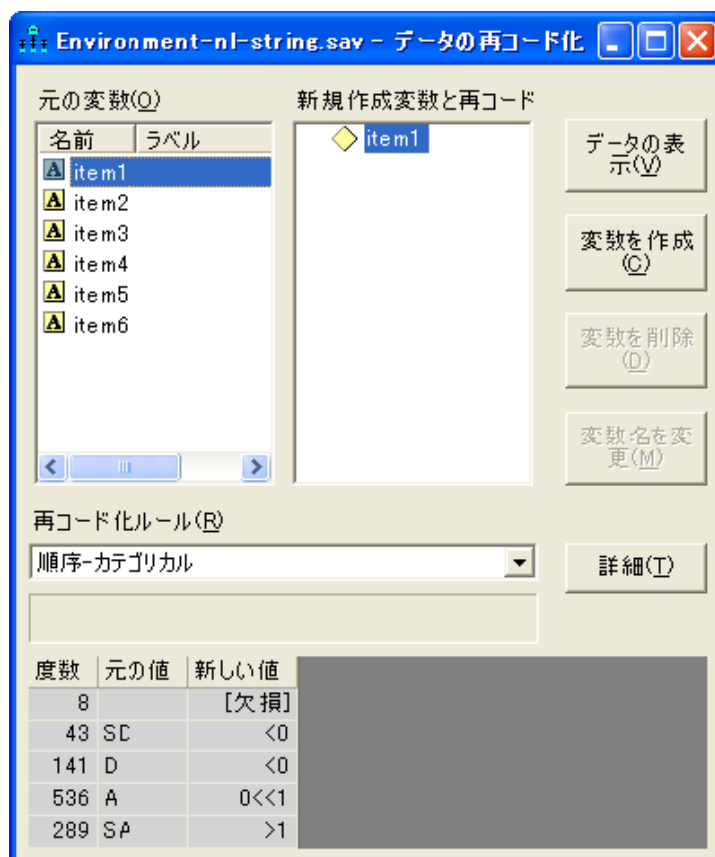 Environment-nl-string.sav - データの再コード化
元の変数(O)
新規作成変数と再コード
名前 ラベル
item1
item2
item3
item4
item5
item6
item1
データの表
示(V)
変数を作成
(C)
変数を削除
(D)
変数名を変
更(M)
再コード化ルール(R)
順序-カテゴリカル
詳細(T)
度数 元の値 新しい値
8 [欠損]
43 SD <0
141 D <0
536 A 0<<1
289 SA >1